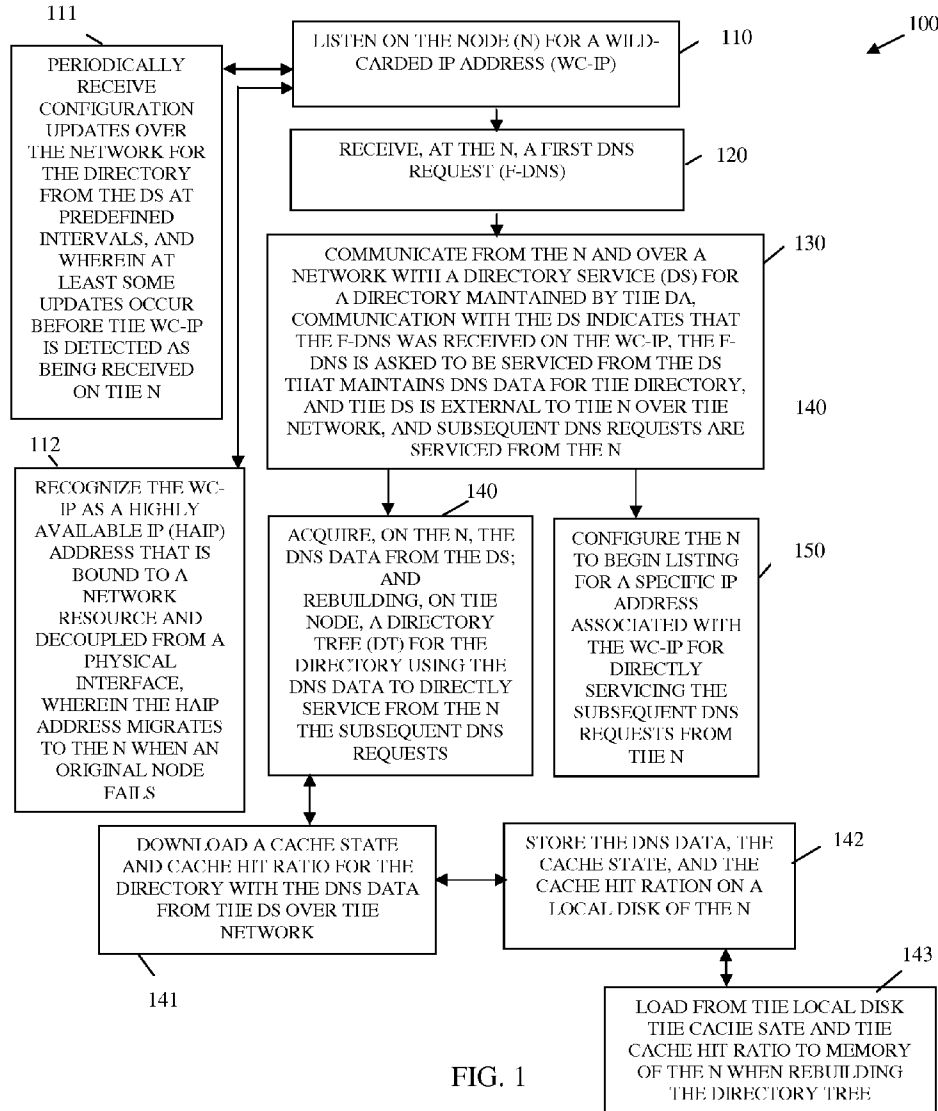 100
110
LISTEN ON THE NODE (N) FOR A WILD-
CARDED IP ADDRESS (WC-IP)
111
PERIODICALLY
RECEIVE
CONFIGURATION
UPDATES OVER
THE NETWORK FOR
THE DIRECTORY
FROM THE DS AT
PREDEFINED
INTERVALS, AND
WHEREIN AT
LEAST SOME
UPDATES OCCUR
BEFORE THE WC-IP
IS DETECTED AS
BEING RECEIVED
ON THE N
RECEIVE, AT THE N, A FIRST DNS
REQUEST (F-DNS)
120
COMMUNICATE FROM THE N AND OVER A
NETWORK WITH A DIRECTORY SERVICE (DS) FOR
A DIRECTORY MAINTAINED BY THE DA,
COMMUNICATION WITH THE DS INDICATES THAT
THE F-DNS WAS RECEIVED ON THE WC-IP, THE F-
DNS IS ASKED TO BE SERVICED FROM THE DS
THAT MAINTAINS DNS DATA FOR THE DIRECTORY,
AND THE DS IS EXTERNAL TO THE N OVER THE
NETWORK, AND SUBSEQUENT DNS REQUESTS ARE
SERVICED FROM THE N
130
140
112
RECOGNIZE THE WC-
IP AS A HIGHLY
AVAILABLE IP (HAIP)
ADDRESS THAT IS
BOUND TO A
NETWORK
RESOURCE AND
DECOUPLED FROM A
PHYSICAL
INTERFACE,
WHEREIN THE HAIP
ADDRESS MIGRATES
TO THE N WHEN AN
ORIGINAL NODE
FAILS
140
ACQUIRE, ON THE N, THE
DNS DATA FROM THE DS;
AND
REBUILDING, ON THE
NODE, A DIRECTORY
TREE (DT) FOR THE
DIRECTORY USING THE
DNS DATA TO DIRECTLY
SERVICE FROM THE N
THE SUBSEQUENT DNS
REQUESTS
150
CONFIGURE THE N
TO BEGIN LISTING
FOR A SPECIFIC IP
ADDRESS
ASSOCIATED WITH
THE WC-IP FOR
DIRECTLY
SERVICING THE
SUBSEQUENT DNS
REQUESTS FROM
THE N
DOWNLOAD A CACHE STATE
AND CACHE HIT RATIO FOR THE
DIRECTORY WITH THE DNS DATA
FROM THE DS OVER THE
NETWORK
141
STORE THE DNS DATA, THE
CACHE STATE, AND THE
CACHE HIT RATION ON A
LOCAL DISK OF THE N
142
143
LOAD FROM THE LOCAL DISK
THE CACHE SATE AND THE
CACHE HIT RATIO TO MEMORY
OF THE N WHEN REBUILDING
THE DIRECTORY TREE
FIG. 1